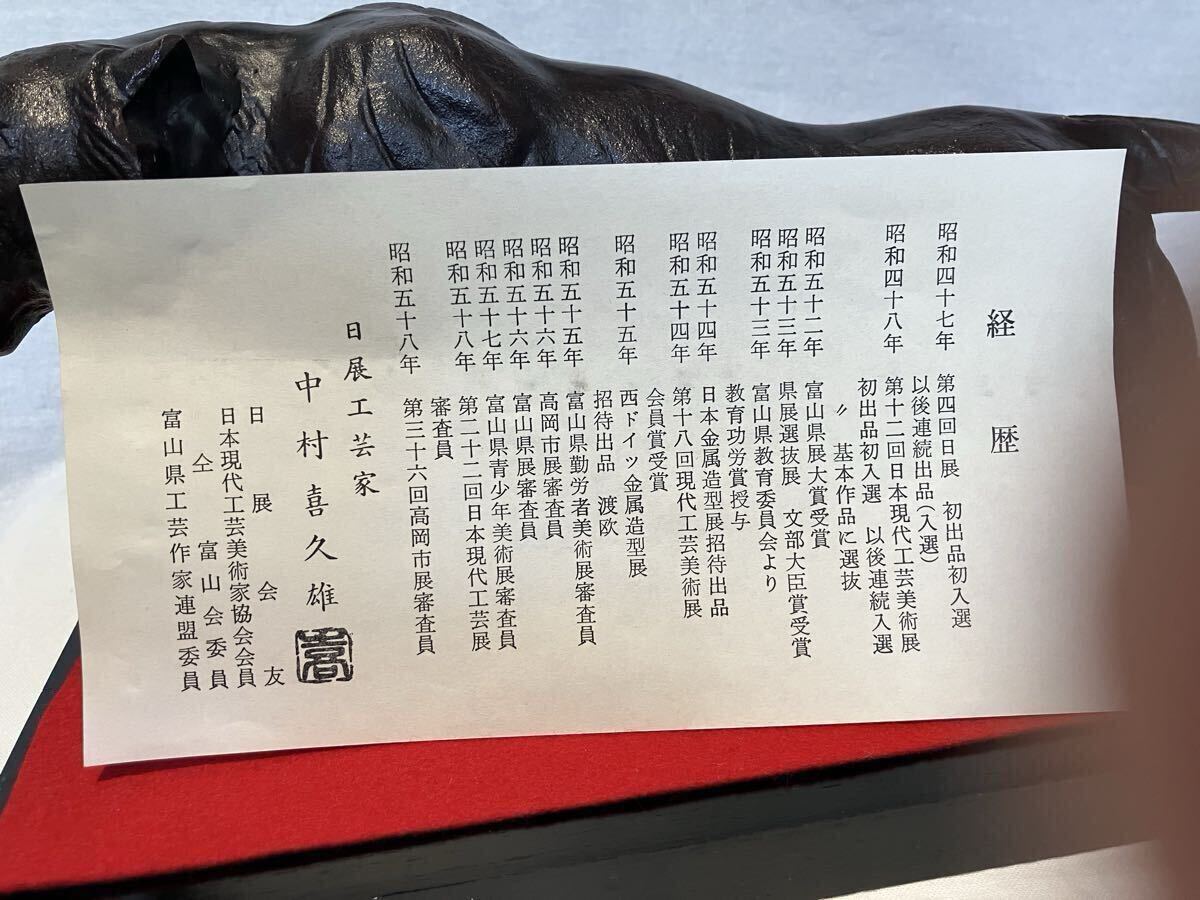 経歴
昭和四十七年 第四回日展 初出品初入選
以後連続出品(入選)
昭和四十八年 第十二回日本現代工芸美術展
初出品初入選 以後連続入選
〃 基本作品に選抜
昭和五十二年 富山県展大賞受賞
昭和五十三年 県展選抜展 文部大臣賞受賞
昭和五十三年 富山県教育委員会より
教育功労賞授与
昭和五十四年 日本金属造型展招待出品
昭和五十四年 第十八回現代工芸美術展
会員賞受賞
昭和五十五年 西ドイツ金属造型展
招待出品 渡欧
昭和五十五年 富山県勤労者美術展審査員
昭和五十六年 高岡市展審査員
昭和五十六年 富山県展審査員
昭和五十七年 富山県青少年美術展審査員
昭和五十八年 第二十二回日本現代工芸展
審査員
昭和五十八年 第三十六回高岡市展審査員
日展工芸家
中村喜久雄
日展会友
日本現代工芸美術家協会会員
仝 富山会委員
富山県工芸作家連盟委員